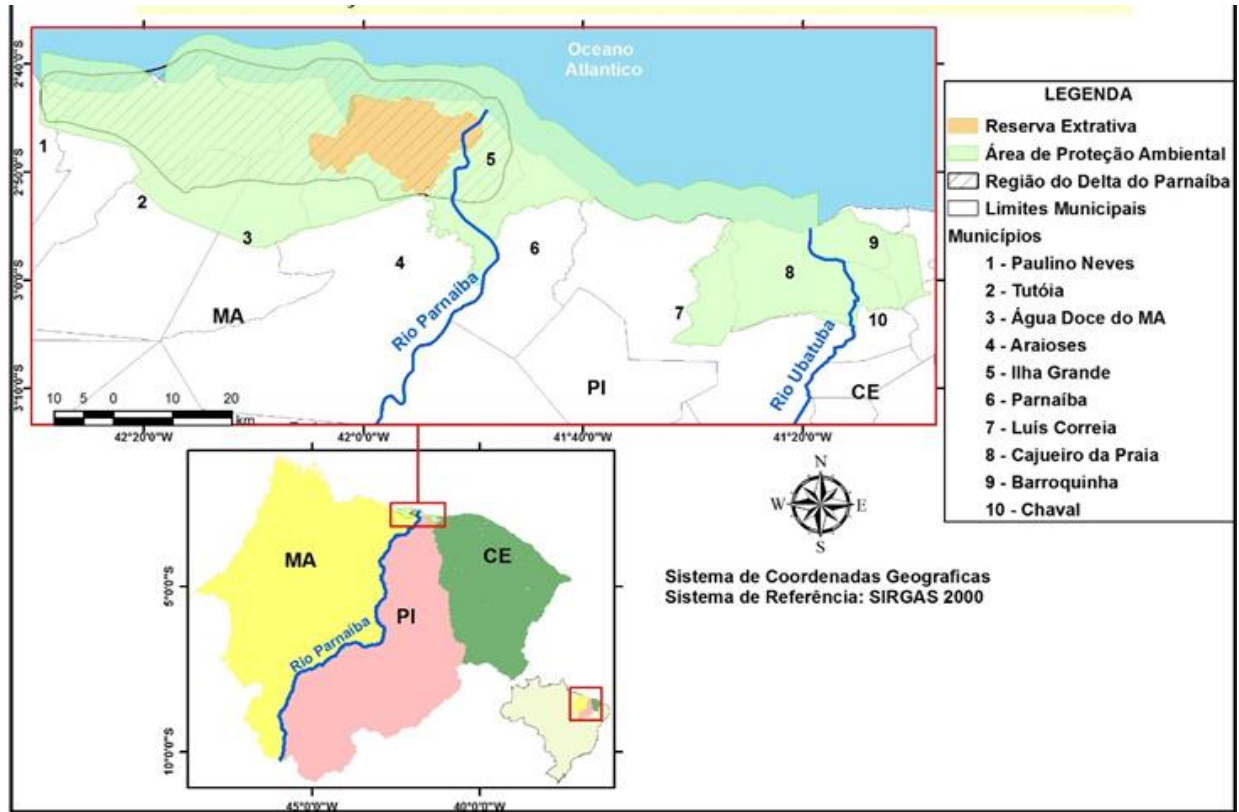 Oceano
Atlantico
2°40'0"S
2°50'0"S
3°0'0"S
3°10'0"S
1
2
3
4
5
6
7
8
9
10
MA
PI
CE
Rio Parnaíba
Rio Ubatuba
10 5 0 10 20
km
42°20'0"W 42°0'0"W 41°40'0"W 41°20'0"W
LEGENDA
Reserva Extrativa
Área de Proteção Ambiental
Região do Delta do Parnaíba
Limites Municipais
Municípios
1 - Paulino Neves
2 - Tutóia
3 - Água Doce do MA
4 - Araioses
5 - Ilha Grande
6 - Parnaíba
7 - Luís Correia
8 - Cajueiro da Praia
9 - Barroquinha
10 - Chaval
MA
CE
PI
Rio Parnaíba
5°0'0"S
10°0'0"S
45°0'0"W 40°0'0"W
N
W E
S
Sistema de Coordenadas Geograficas
Sistema de Referência: SIRGAS 2000